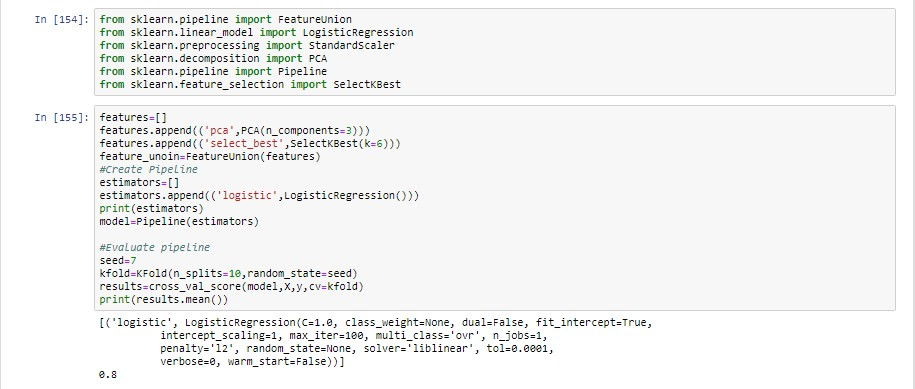 In [154]: from sklearn.pipeline import FeatureUnion
from sklearn.linear_model import LogisticRegression
from sklearn.preprocessing import StandardScaler
from sklearn.decomposition import PCA
from sklearn.pipeline import Pipeline
from sklearn.feature_selection import SelectKBest
In [155]: features=[]
features.append(('pca',PCA(n_components=3)))
features.append(('select_best',SelectKBest(k=6)))
feature_unoin=FeatureUnion(features)
#Create Pipeline
estimators=[]
estimators.append(('logistic',LogisticRegression()))
print(estimators)
model=Pipeline(estimators)
#Evaluate pipeline
seed=7
kfold=KFold(n_splits=10,random_state=seed)
results=cross_val_score(model,X,y,cv=kfold)
print(results.mean())
[('logistic', LogisticRegression(C=1.0, class_weight=None, dual=False, fit_intercept=True,
intercept_scaling=1, max_iter=100, multi_class='ovr', n_jobs=1,
penalty='l2', random_state=None, solver='liblinear', tol=0.0001,
verbose=0, warm_start=False))]
0.8